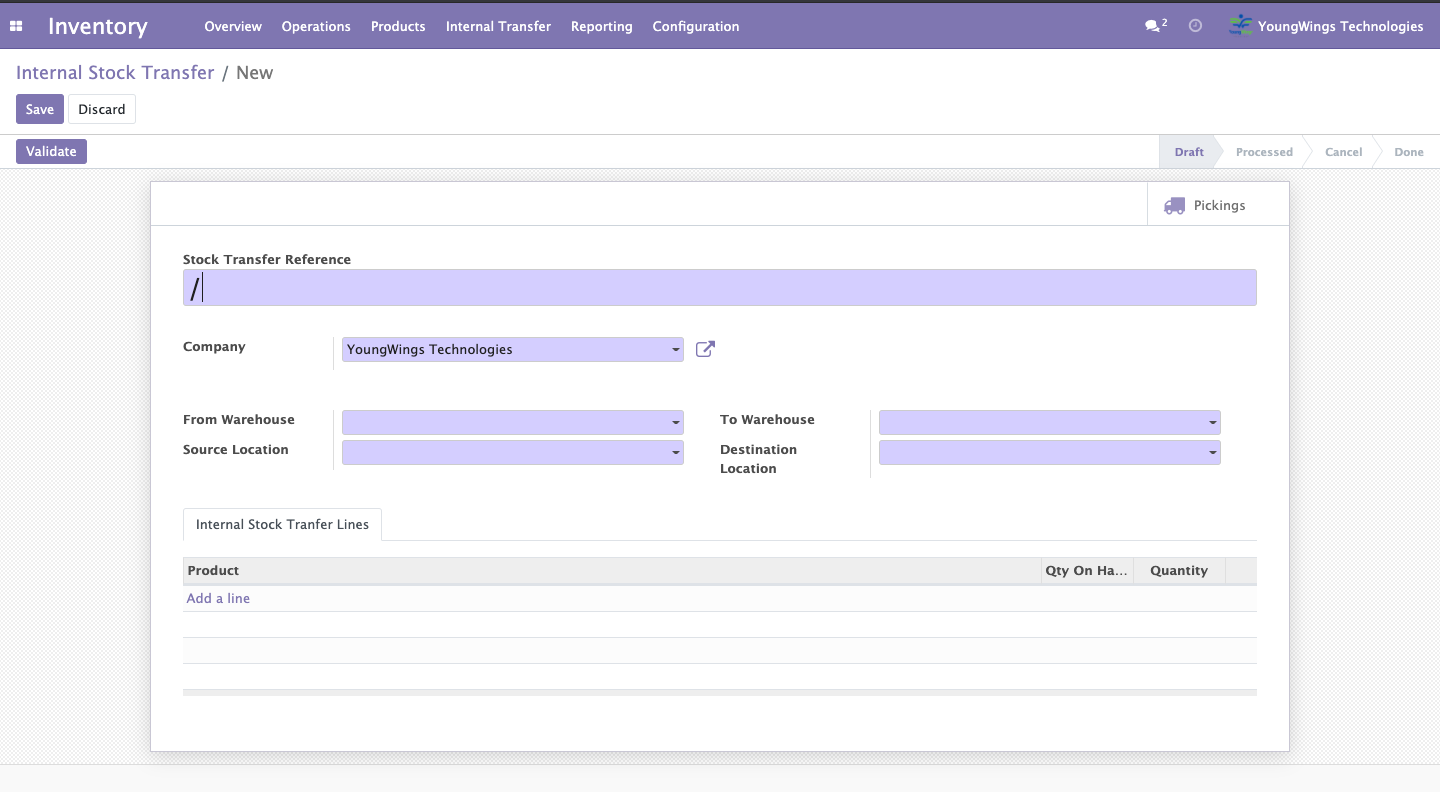 Inventory Overview Operations Products Internal Transfer Reporting Configuration 2 YoungWings Technologies
Internal Stock Transfer / New
Save Discard
Validate Draft Processed Cancel Done
Pickings
Stock Transfer Reference
/
Company YoungWings Technologies
From Warehouse To Warehouse
Source Location Destination
Location
Internal Stock Tranfer Lines
Product Qty On Ha... Quantity
Add a line